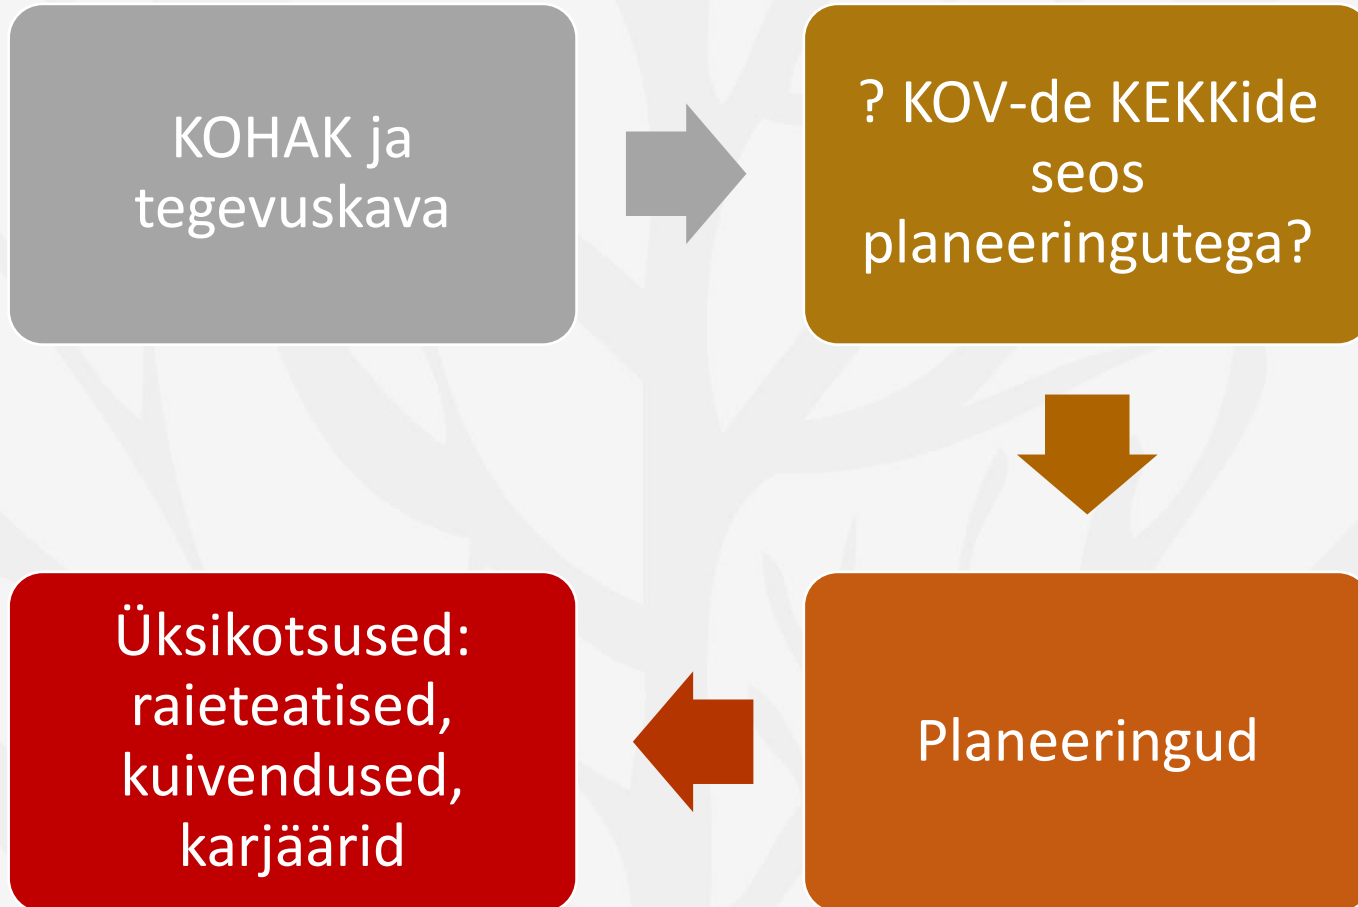 KOHAK ja
tegevuskava
? KOV-de KEKKide
seos
planeeringutega?
Planeeringud
Üksikotsused:
raieteatised,
kuivendused,
karjäärid